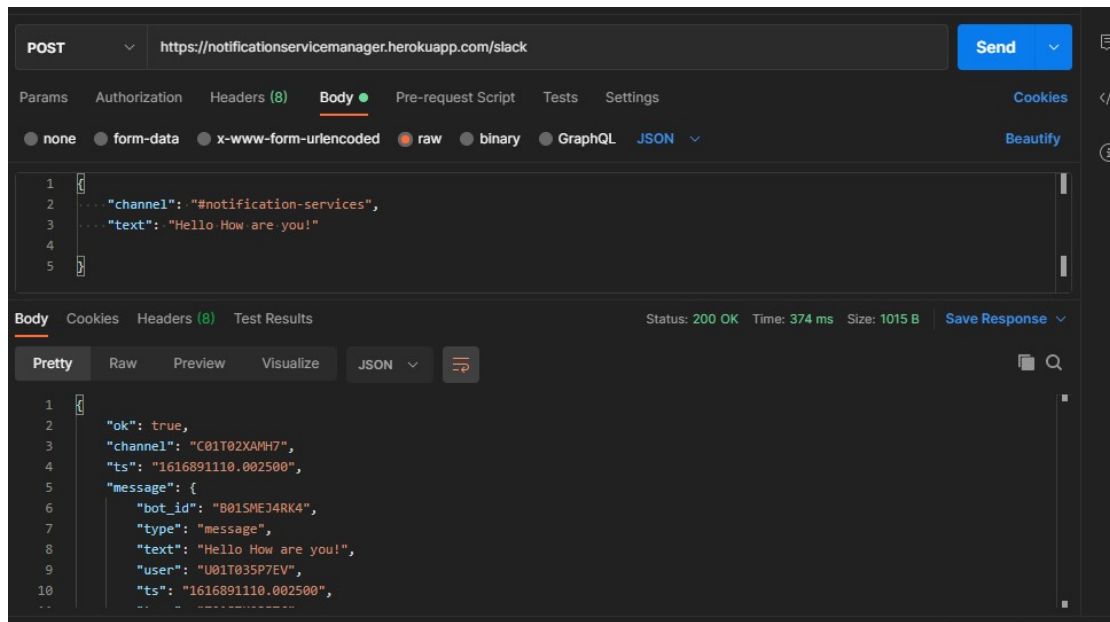 POST https://notificationservicemanager.herokuapp.com/slack Send
Params Authorization Headers (8) Body Pre-request Script Tests Settings Cookies
none form-data x-www-form-urlencoded raw binary GraphQL JSON Beautify
1 {
2 "channel": "#notification-services",
3 "text": "Hello How are you!"
4
5 }
Body Cookies Headers (8) Test Results Status: 200 OK Time: 374 ms Size: 1015 B Save Response
Pretty Raw Preview Visualize JSON
1 {
2 "ok": true,
3 "channel": "C01T02XAMH7",
4 "ts": "1616891110.002500",
5 "message": {
6 "bot_id": "B01SMEJ4RK4",
7 "type": "message",
8 "text": "Hello How are you!",
9 "user": "U01T035P7EV",
10 "ts": "1616891110.002500",